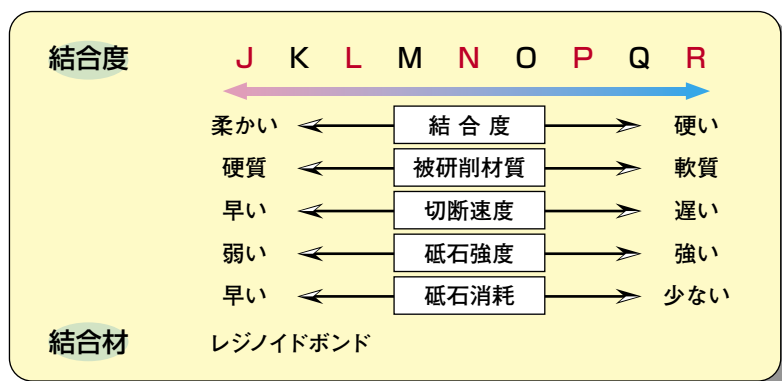 結合度 J K L M N O P Q R
柔かい 結合度 硬い
硬質 被研削材質 軟質
早い 切断速度 遅い
弱い 砥石強度 強い
早い 砥石消耗 少ない
結合材 レジノイドボンド